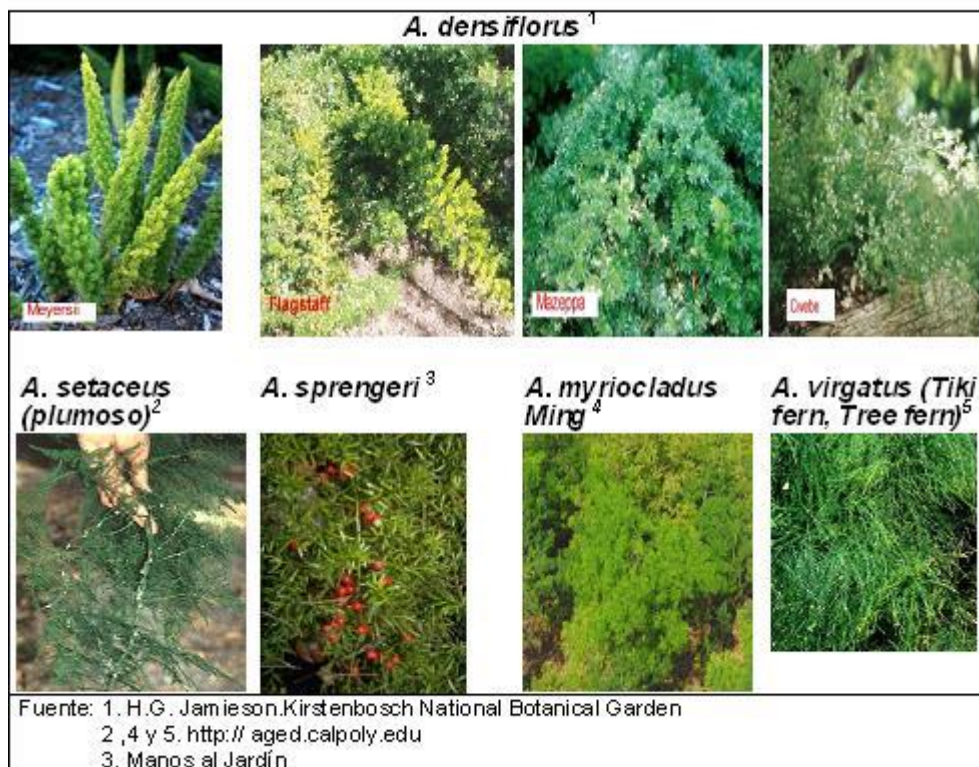 A. densiflorus 1
Meyersii
Flagstaff
Mazeppa
Cwebe
A. setaceus
(plumoso)2
A. sprengeri 3
A. myriocladus
Ming 4
A. virgatus (Tiki
fern, Tree fern)5
Fuente: 1. H.G. Jamieson.Kirstenbosch National Botanical Garden
2 ,4 y 5. http:// aged.calpoly.edu
3. Manos al Jardín